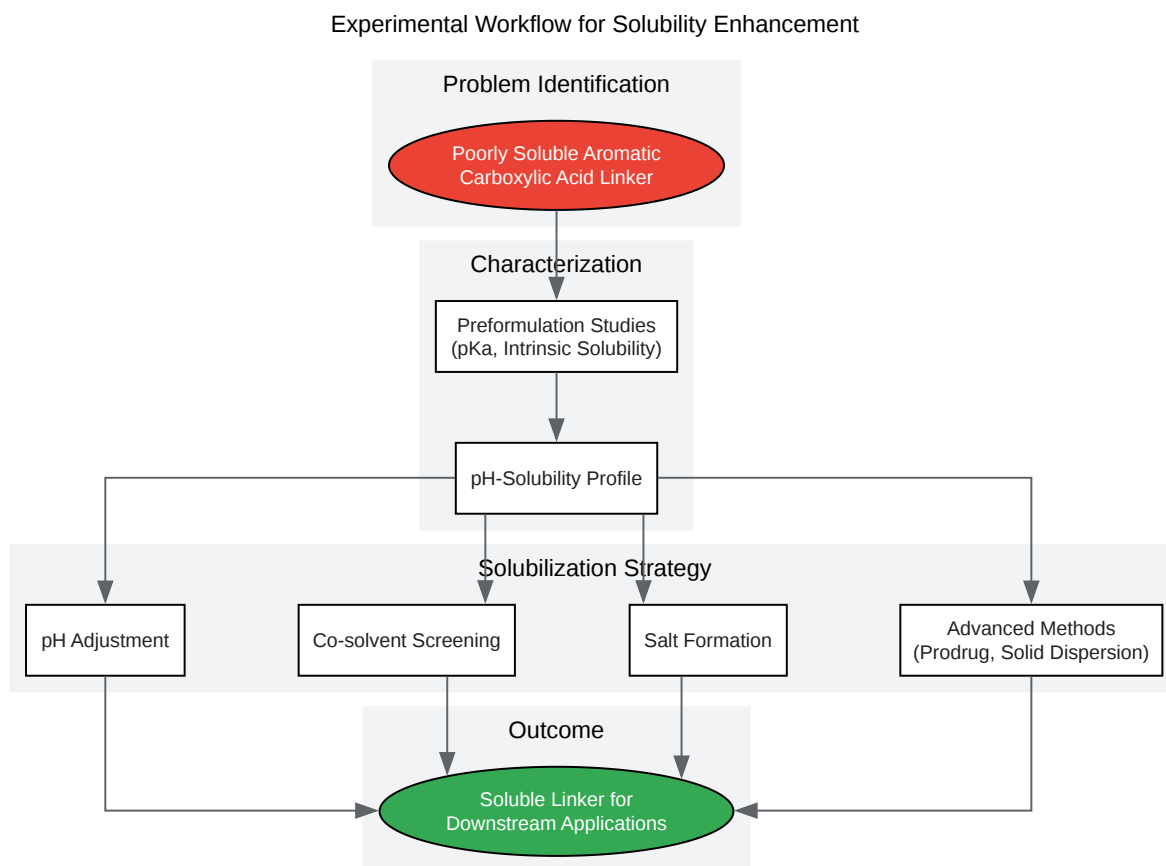 Experimental Workflow for Solubility Enhancement
Problem Identification
Poorly Soluble Aromatic
Carboxylic Acid Linker
Characterization
Preformulation Studies
(pKa, Intrinsic Solubility)
pH-Solubility Profile
Solubilization Strategy
pH Adjustment
Co-solvent Screening
Salt Formation
Advanced Methods
(Prodrug, Solid Dispersion)
Outcome
Soluble Linker for
Downstream Applications